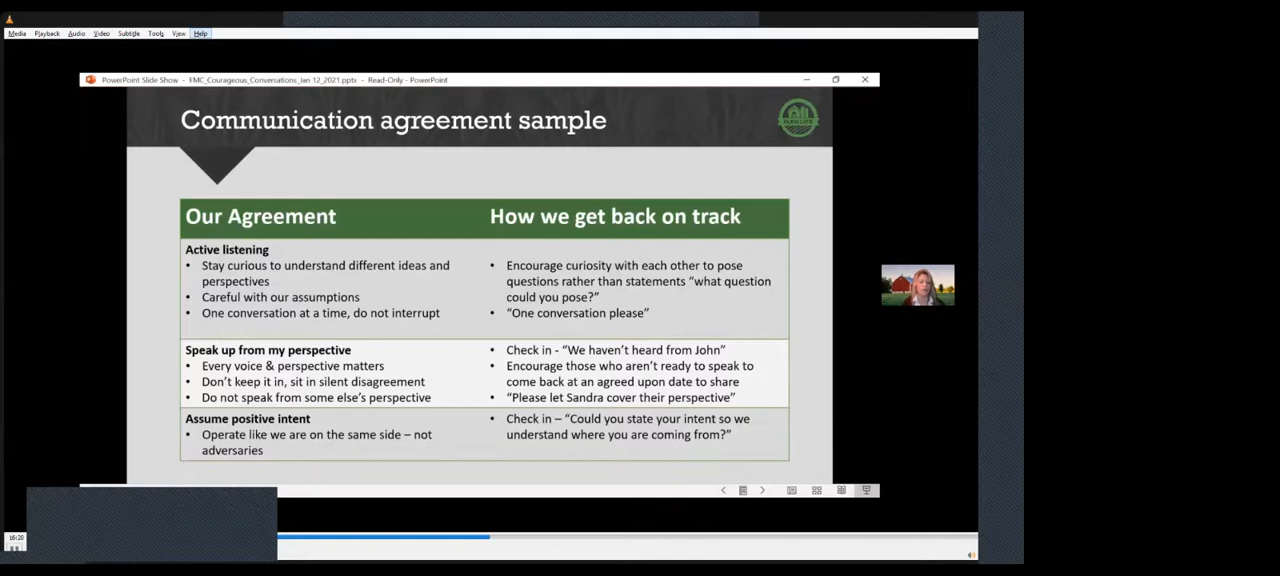 Media Playback Audio Video Subtitle Tools View Help
PowerPoint Slide Show - FMC_Courageous_Conversations_Jan 12_2021.pptx - Read-Only - PowerPoint
Communication agreement sample
Our Agreement
How we get back on track
Active listening
• Stay curious to understand different ideas and
perspectives
• Careful with our assumptions
• One conversation at a time, do not interrupt
• Encourage curiosity with each other to pose
questions rather than statements “what question
could you pose?”
• “One conversation please”
Speak up from my perspective
• Every voice & perspective matters
• Don’t keep it in, sit in silent disagreement
• Do not speak from some else’s perspective
• Check in - “We haven’t heard from John”
• Encourage those who aren’t ready to speak to
come back at an agreed upon date to share
• “Please let Sandra cover their perspective”
Assume positive intent
• Operate like we are on the same side – not
adversaries
• Check in – “Could you state your intent so we
understand where you are coming from?”
16:20